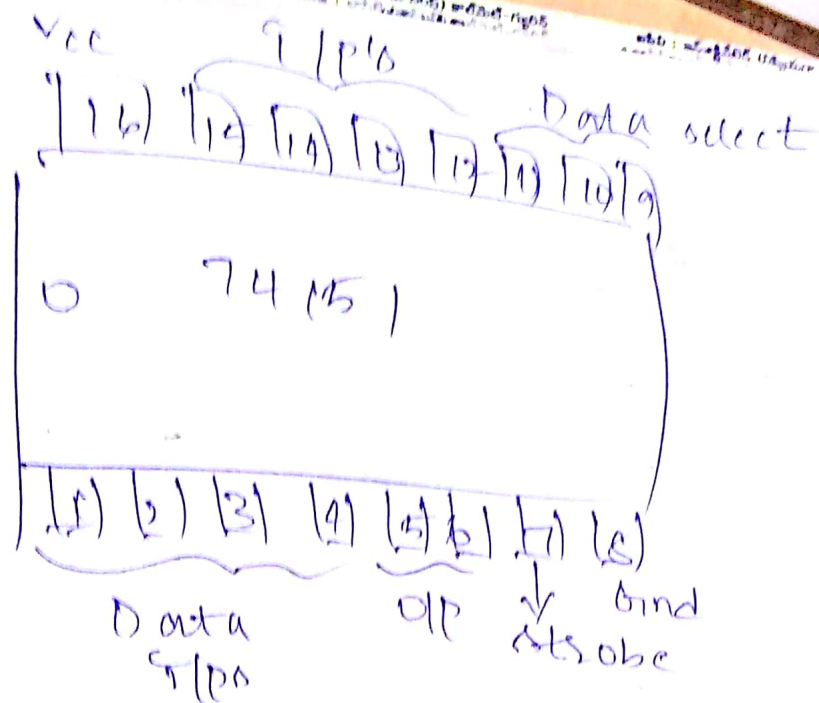 Vcc I/P's
Data select
16 15 14 13 12 11 10 9
74151
1 2 3 4 5 6 7 8
Data O/P Strobe Gnd
I/Ps